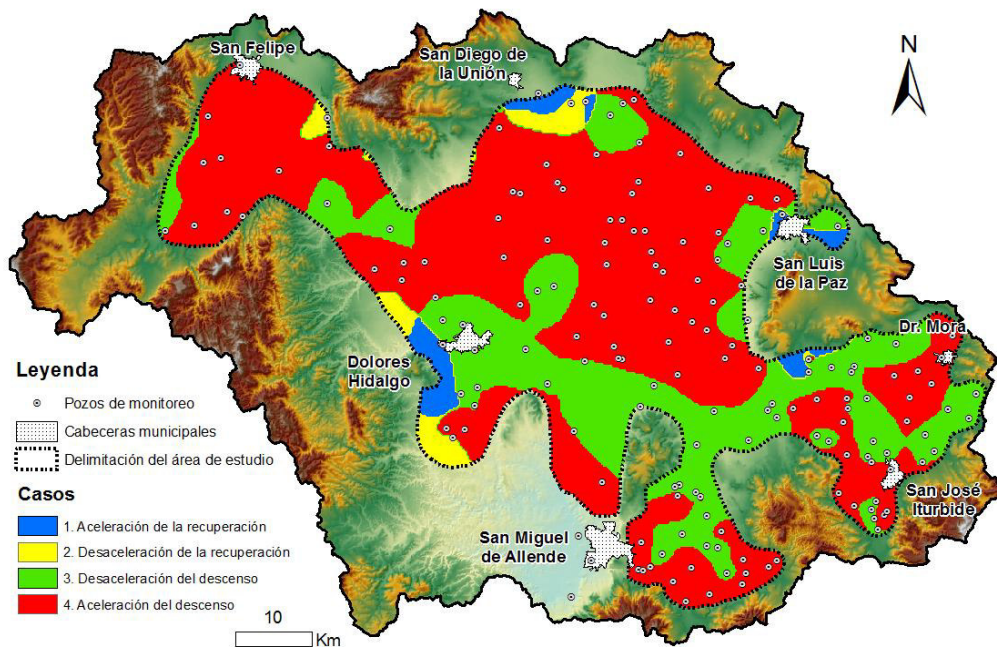 San Felipe
San Diego de
la Unión
N
San Luis
de la Paz
Dr. Mora
Dolores
Hidalgo
San José
Iturbide
San Miguel
de Allende
Leyenda
Pozos de monitoreo
Cabeceras municipales
Delimitación del área de estudio
Casos
1. Aceleración de la recuperación
2. Desaceleración de la recuperación
3. Desaceleración del descenso
4. Aceleración del descenso
10
Km